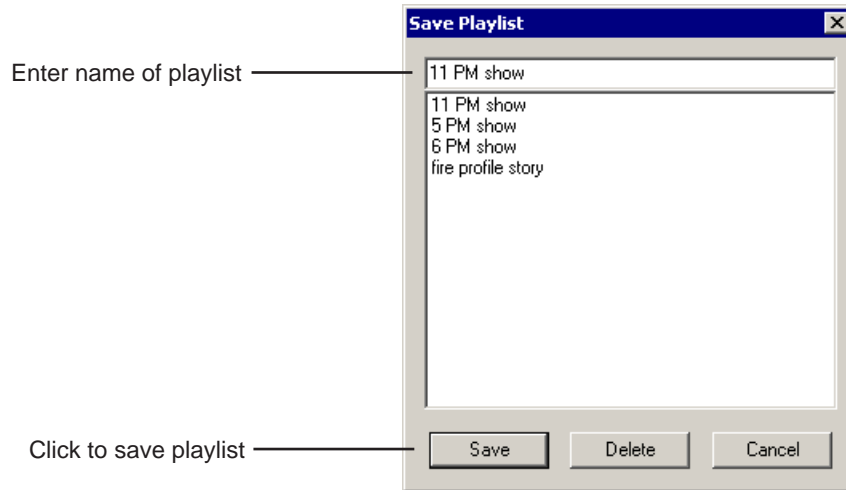 Save Playlist
Enter name of playlist
11 PM show
11 PM show
5 PM show
6 PM show
fire profile story
Click to save playlist
Save
Delete
Cancel